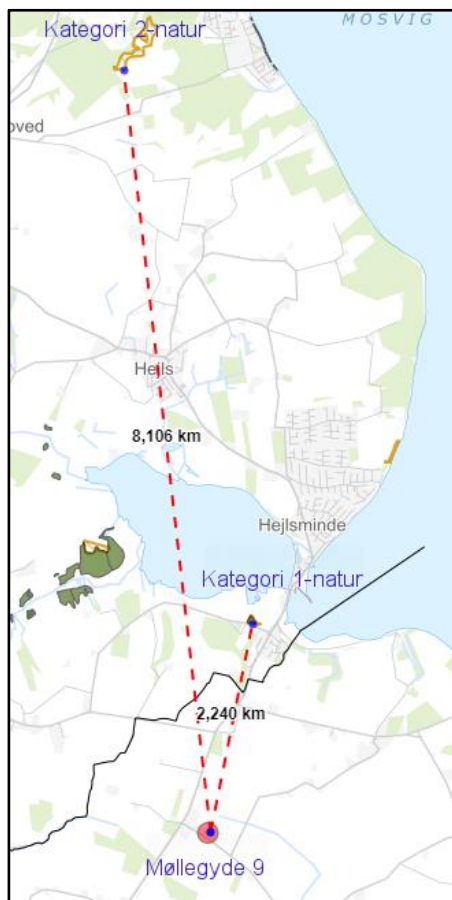 MOSVIG
Kategori 2-natur
oved
Hejls
8,106 km
Hejlsminde
Kategori 1-natur
2,240 km
Møllegyde 9